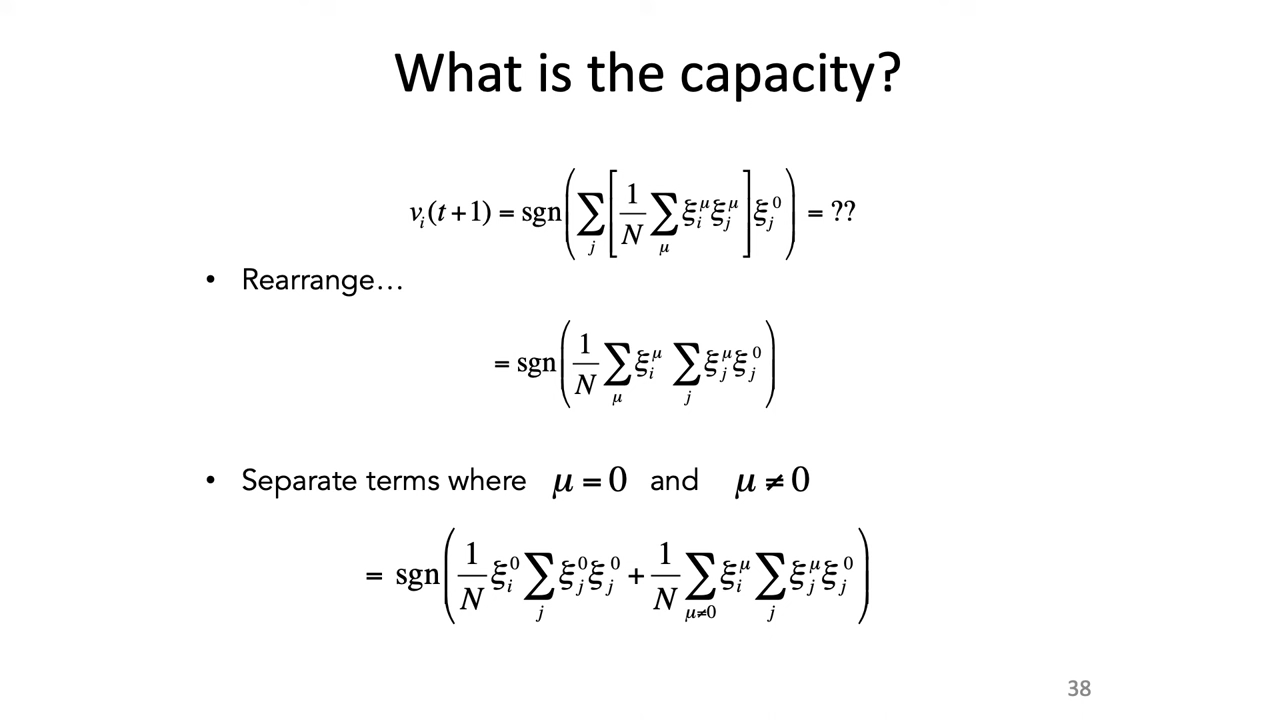 What is the capacity?
v_i(t+1) = sgn(∑_j [1/N ∑_μ ξ_i^μ ξ_j^μ] ξ_j^0) = ??
• Rearrange…
= sgn(1/N ∑_μ ξ_i^μ ∑_j ξ_j^μ ξ_j^0)
• Separate terms where μ = 0 and μ ≠ 0
= sgn(1/N ξ_i^0 ∑_j ξ_j^0 ξ_j^0 + 1/N ∑_{μ≠0} ξ_i^μ ∑_j ξ_j^μ ξ_j^0)
38